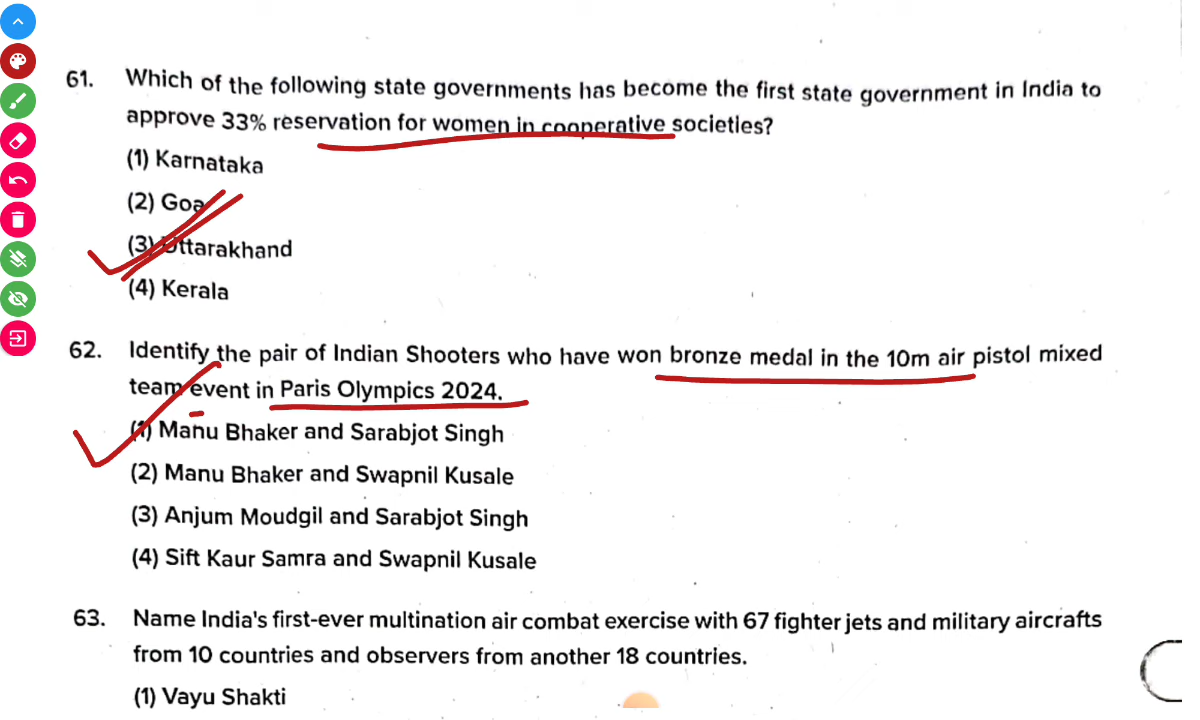 61. Which of the following state governments has become the first state government in India to
approve 33% reservation for women in cooperative societies?
(1) Karnataka
(2) Goa
(3) Uttarakhand
(4) Kerala
62. Identify the pair of Indian Shooters who have won bronze medal in the 10m air pistol mixed
team event in Paris Olympics 2024.
(1) Manu Bhaker and Sarabjot Singh
(2) Manu Bhaker and Swapnil Kusale
(3) Anjum Moudgil and Sarabjot Singh
(4) Sift Kaur Samra and Swapnil Kusale
63. Name India's first-ever multination air combat exercise with 67 fighter jets and military aircrafts
from 10 countries and observers from another 18 countries.
(1) Vayu Shakti